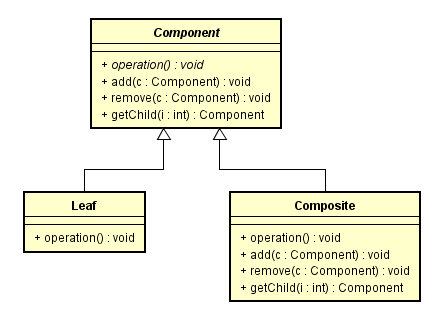 Component
+ operation() : void
+ add(c : Component) : void
+ remove(c : Component) : void
+ getChild(i : int) : Component
Leaf
+ operation() : void
Composite
+ operation() : void
+ add(c : Component) : void
+ remove(c : Component) : void
+ getChild(i : int) : Component